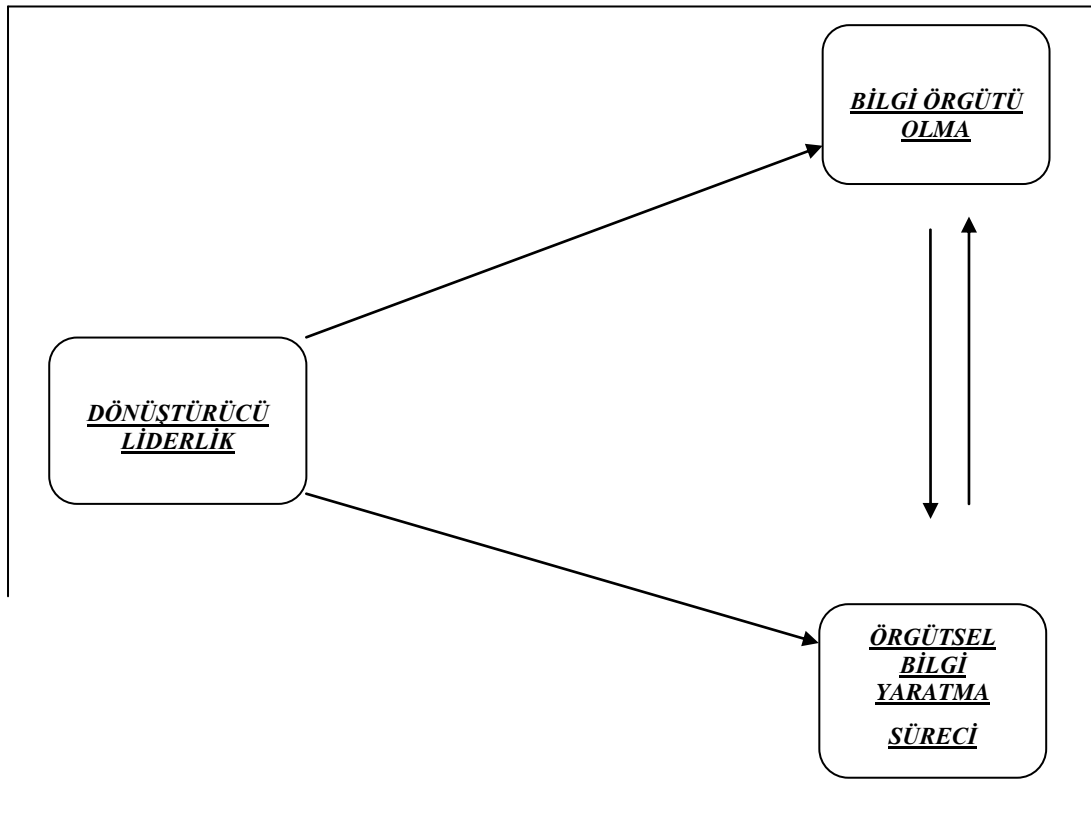 BİLGİ ÖRGÜTÜ
OLMA
DÖNÜŞTÜRÜCÜ
LİDERLİK
ÖRGÜTSEL
BİLGİ
YARATMA
SÜRECİ